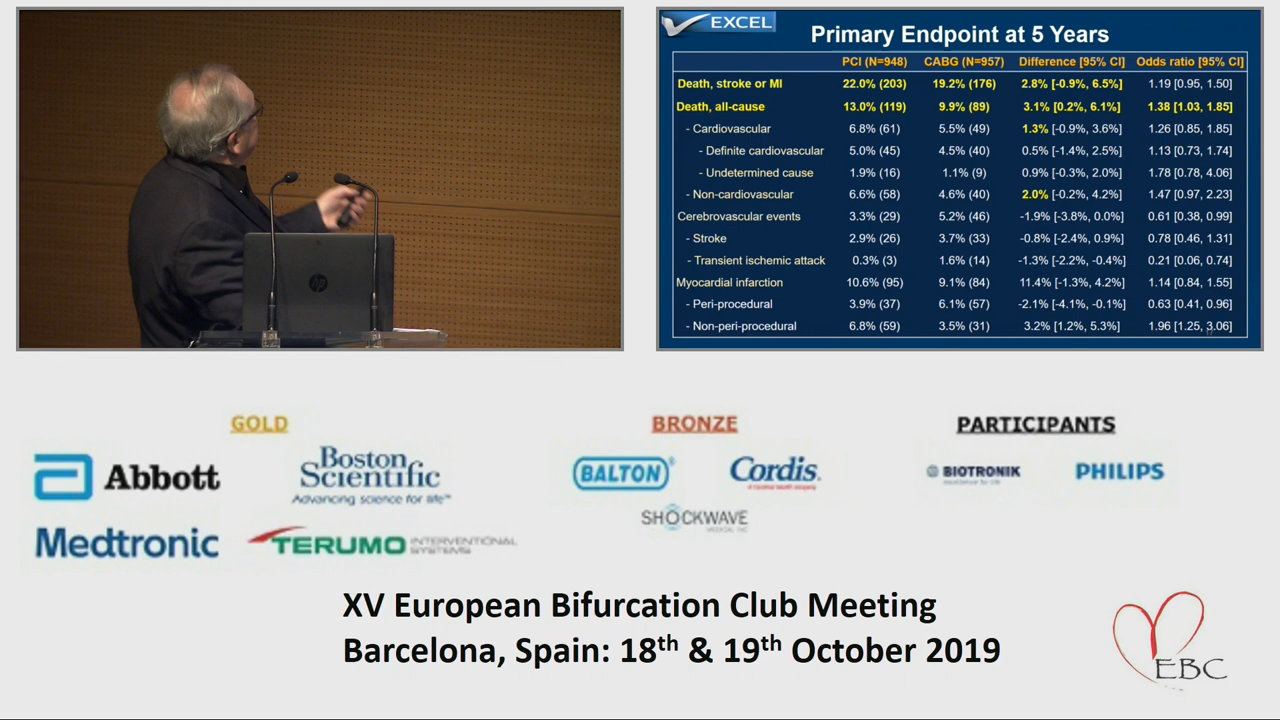 EXCEL
Primary Endpoint at 5 Years
PCI (N=948) CABG (N=957) Difference [95% CI] Odds ratio [95% CI]
Death, stroke or MI 22.0% (203) 19.2% (176) 2.8% [-0.9%, 6.5%] 1.19 [0.95, 1.50]
Death, all-cause 13.0% (119) 9.9% (89) 3.1% [0.2%, 6.1%] 1.38 [1.03, 1.85]
- Cardiovascular 6.8% (61) 5.5% (49) 1.3% [-0.9%, 3.6%] 1.26 [0.85, 1.85]
- Definite cardiovascular 5.0% (45) 4.5% (40) 0.5% [-1.4%, 2.5%] 1.13 [0.73, 1.74]
- Undetermined cause 1.9% (16) 1.1% (9) 0.9% [-0.3%, 2.0%] 1.78 [0.78, 4.06]
- Non-cardiovascular 6.6% (58) 4.6% (40) 2.0% [-0.2%, 4.2%] 1.47 [0.97, 2.23]
Cerebrovascular events 3.3% (29) 5.2% (46) -1.9% [-3.8%, 0.0%] 0.61 [0.38, 0.99]
- Stroke 2.9% (26) 3.7% (33) -0.8% [-2.4%, 0.9%] 0.78 [0.46, 1.31]
- Transient ischemic attack 0.3% (3) 1.6% (14) -1.3% [-2.2%, -0.4%] 0.21 [0.06, 0.74]
Myocardial infarction 10.6% (95) 9.1% (84) 11.4% [-1.3%, 4.2%] 1.14 [0.84, 1.55]
- Peri-procedural 3.9% (37) 6.1% (57) -2.1% [-4.1%, -0.1%] 0.63 [0.41, 0.96]
- Non-peri-procedural 6.8% (59) 3.5% (31) 3.2% [1.2%, 5.3%] 1.96 [1.25, 3.06]
hp
GOLD
Abbott
Boston
Scientific
Advancing science for life™
Medtronic
TERUMO INTERVENTIONAL
SYSTEMS
BRONZE
BALTON®
Cordis.
SHOCKWAVE
PARTICIPANTS
BIOTRONIK
excellence for life
PHILIPS
XV European Bifurcation Club Meeting
Barcelona, Spain: 18th & 19th October 2019
EBC